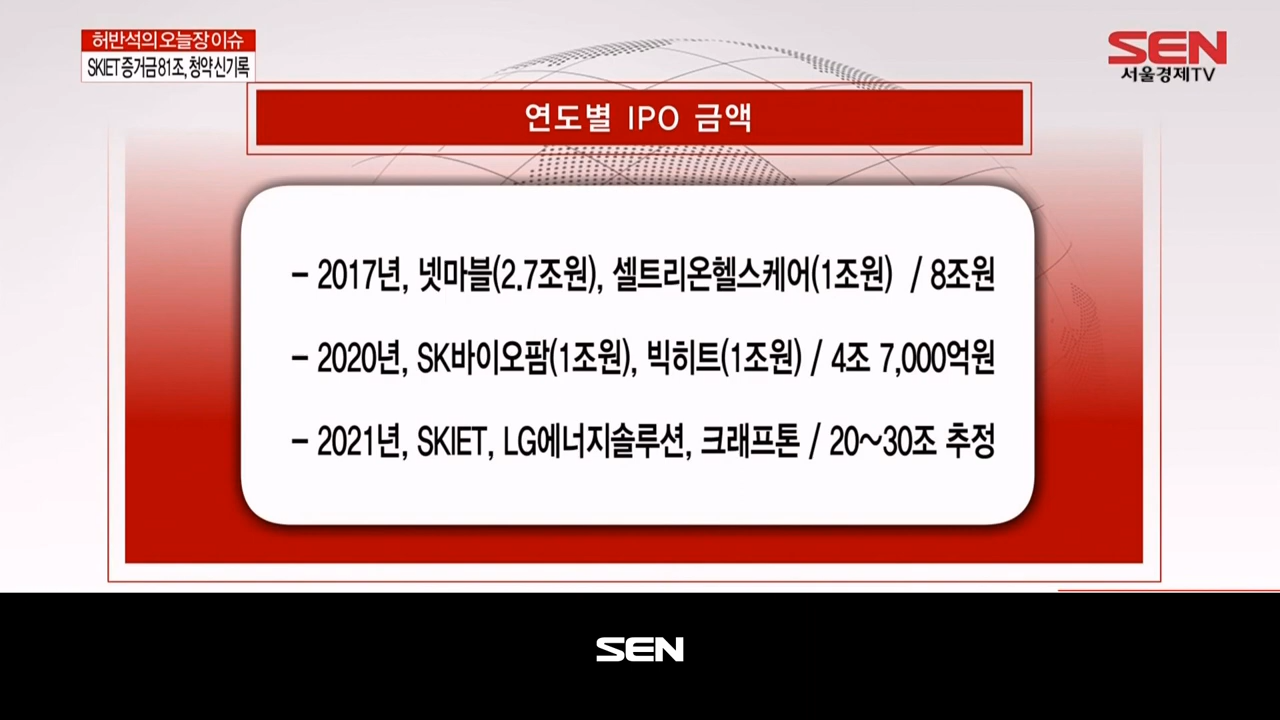 허반석의 오늘장 이슈
SKIET 증거금 81조, 청약 신기록
SEN
서울경제TV
연도별 IPO 금액
- 2017년, 넷마블(2.7조원), 셀트리온헬스케어(1조원) / 8조원
- 2020년, SK바이오팜(1조원), 빅히트(1조원) / 4조 7,000억원
- 2021년, SKIET, LG에너지솔루션, 크래프톤 / 20~30조 추정
SEN